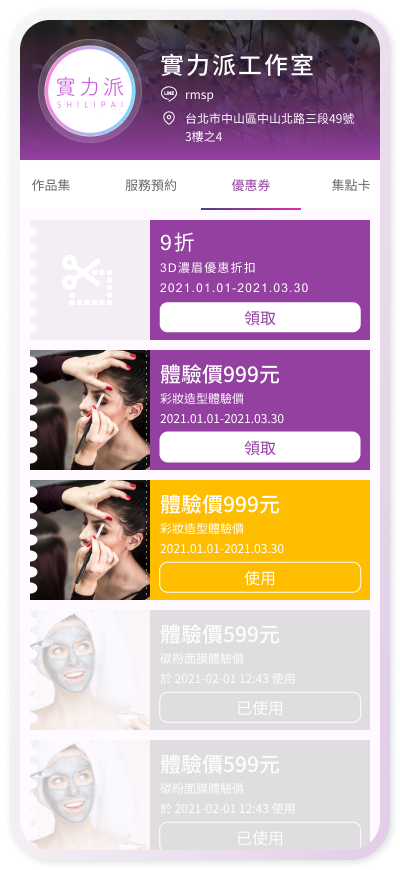 實力派
SHILIPAI
實力派工作室
LINE
rmsp
台北市中山區中山北路三段49號
3樓之4
作品集
服務預約
優惠券
集點卡
9折
3D濃眉優惠折扣
2021.01.01-2021.03.30
領取
體驗價999元
彩妝造型體驗價
2021.01.01-2021.03.30
領取
體驗價999元
彩妝造型體驗價
2021.01.01-2021.03.30
使用
體驗價599元
碳粉面膜體驗價
於 2021-02-01 12:43 使用
已使用
體驗價599元
碳粉面膜體驗價
於 2021-02-01 12:43 使用
已使用